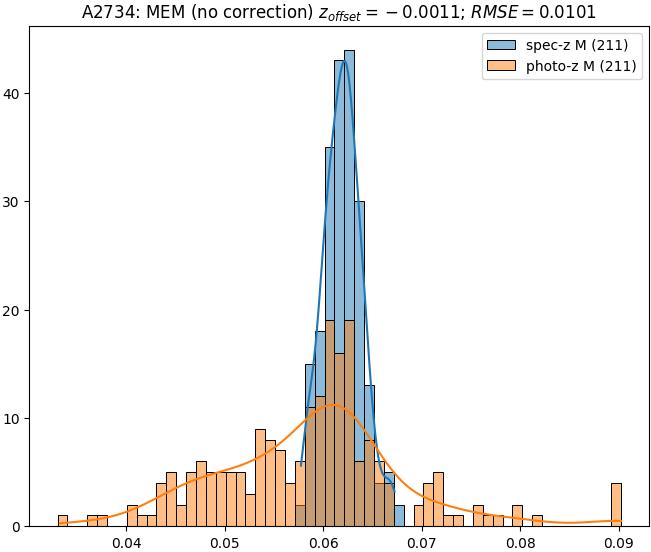 A2734: MEM (no correction) z_offset = −0.0011; RMSE = 0.0101
spec-z M (211)
photo-z M (211)
40
30
20
10
0
0.04 0.05 0.06 0.07 0.08 0.09